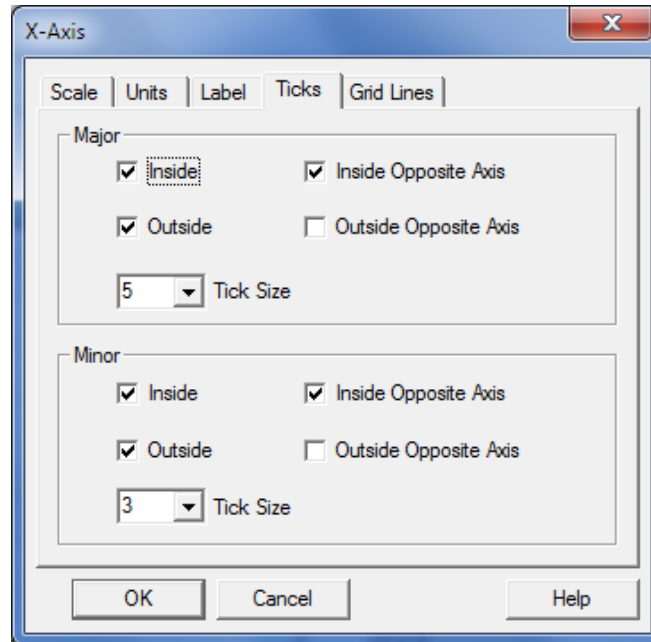 X-Axis
Scale Units Label Ticks Grid Lines
Major
Inside Inside Opposite Axis
Outside Outside Opposite Axis
5 Tick Size
Minor
Inside Inside Opposite Axis
Outside Outside Opposite Axis
3 Tick Size
OK Cancel Help